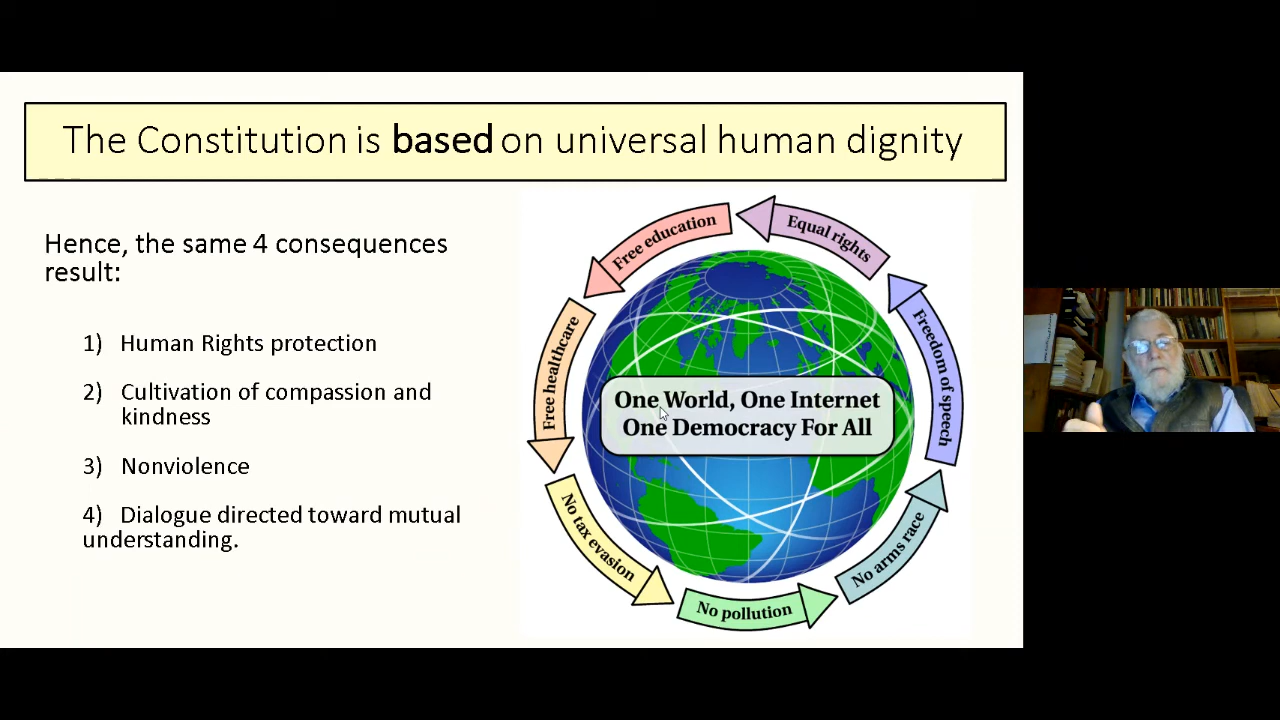 The Constitution is based on universal human dignity
Hence, the same 4 consequences
result:
1) Human Rights protection
2) Cultivation of compassion and
kindness
3) Nonviolence
4) Dialogue directed toward mutual
understanding.
Equal rights
Free education
Free healthcare
No tax evasion
No pollution
No arms race
Freedom of speech
One World, One Internet
One Democracy For All